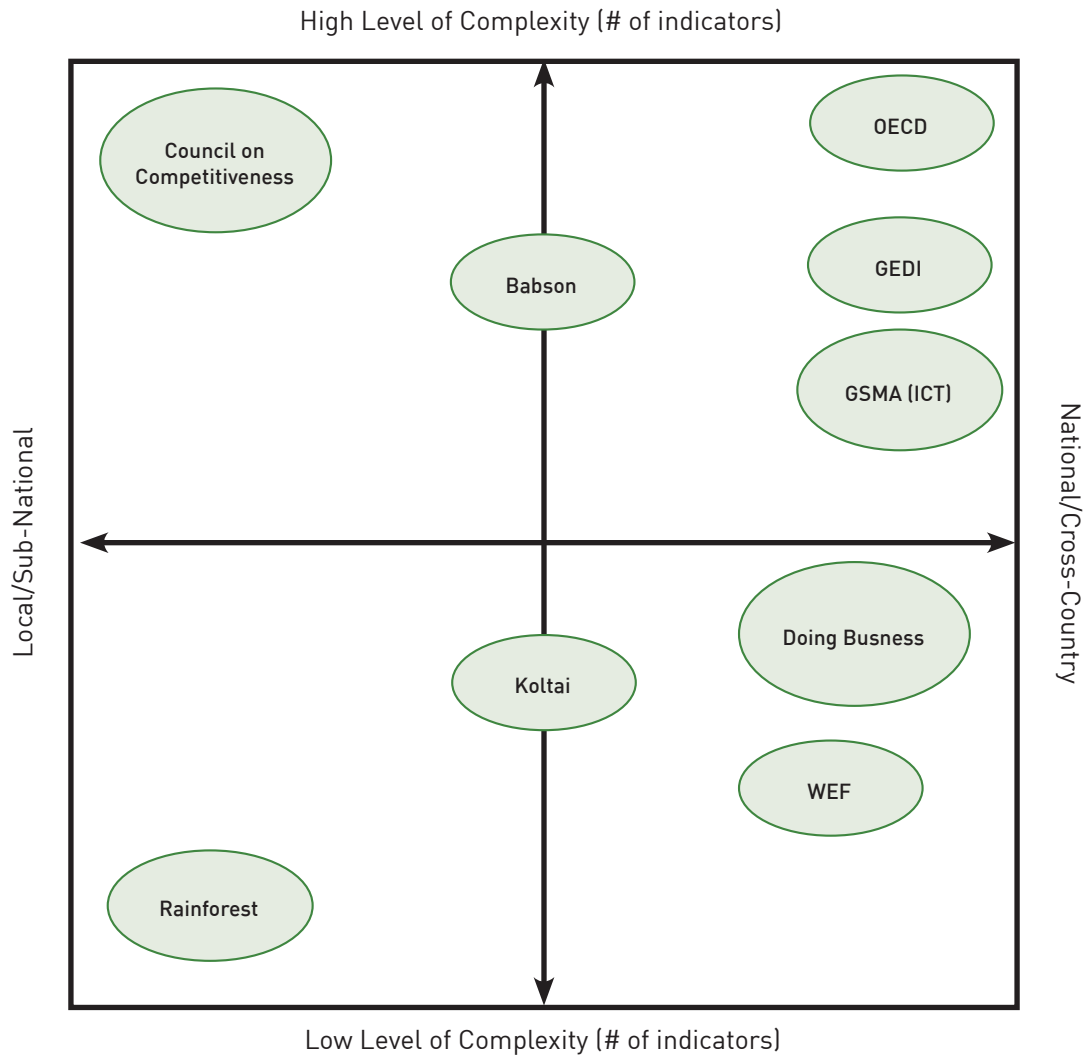 High Level of Complexity (# of indicators)
OECD
Council on
Competitiveness
GEDI
Babson
GSMA (ICT)
Local/Sub-National
National/Cross-Country
Doing Busness
Koltai
WEF
Rainforest
Low Level of Complexity (# of indicators)